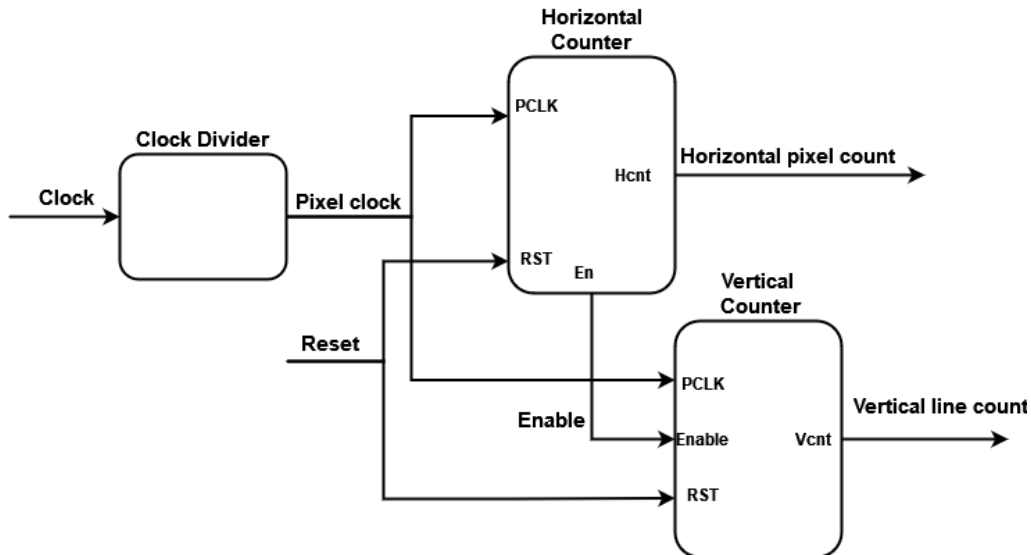 Horizontal
Counter
PCLK
Clock Divider
Horizontal pixel count
Hcnt
Clock
Pixel clock
RST
En
Vertical
Counter
Reset
PCLK
Vertical line count
Enable
Enable
Vcnt
RST